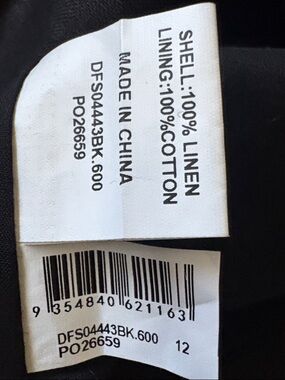 SHELL:100% LINEN
LINING:100%COTTON
MADE IN CHINA
DFS04443BK.600
PO26659
9 354840 621163
DFS04443BK.600
PO26659 12